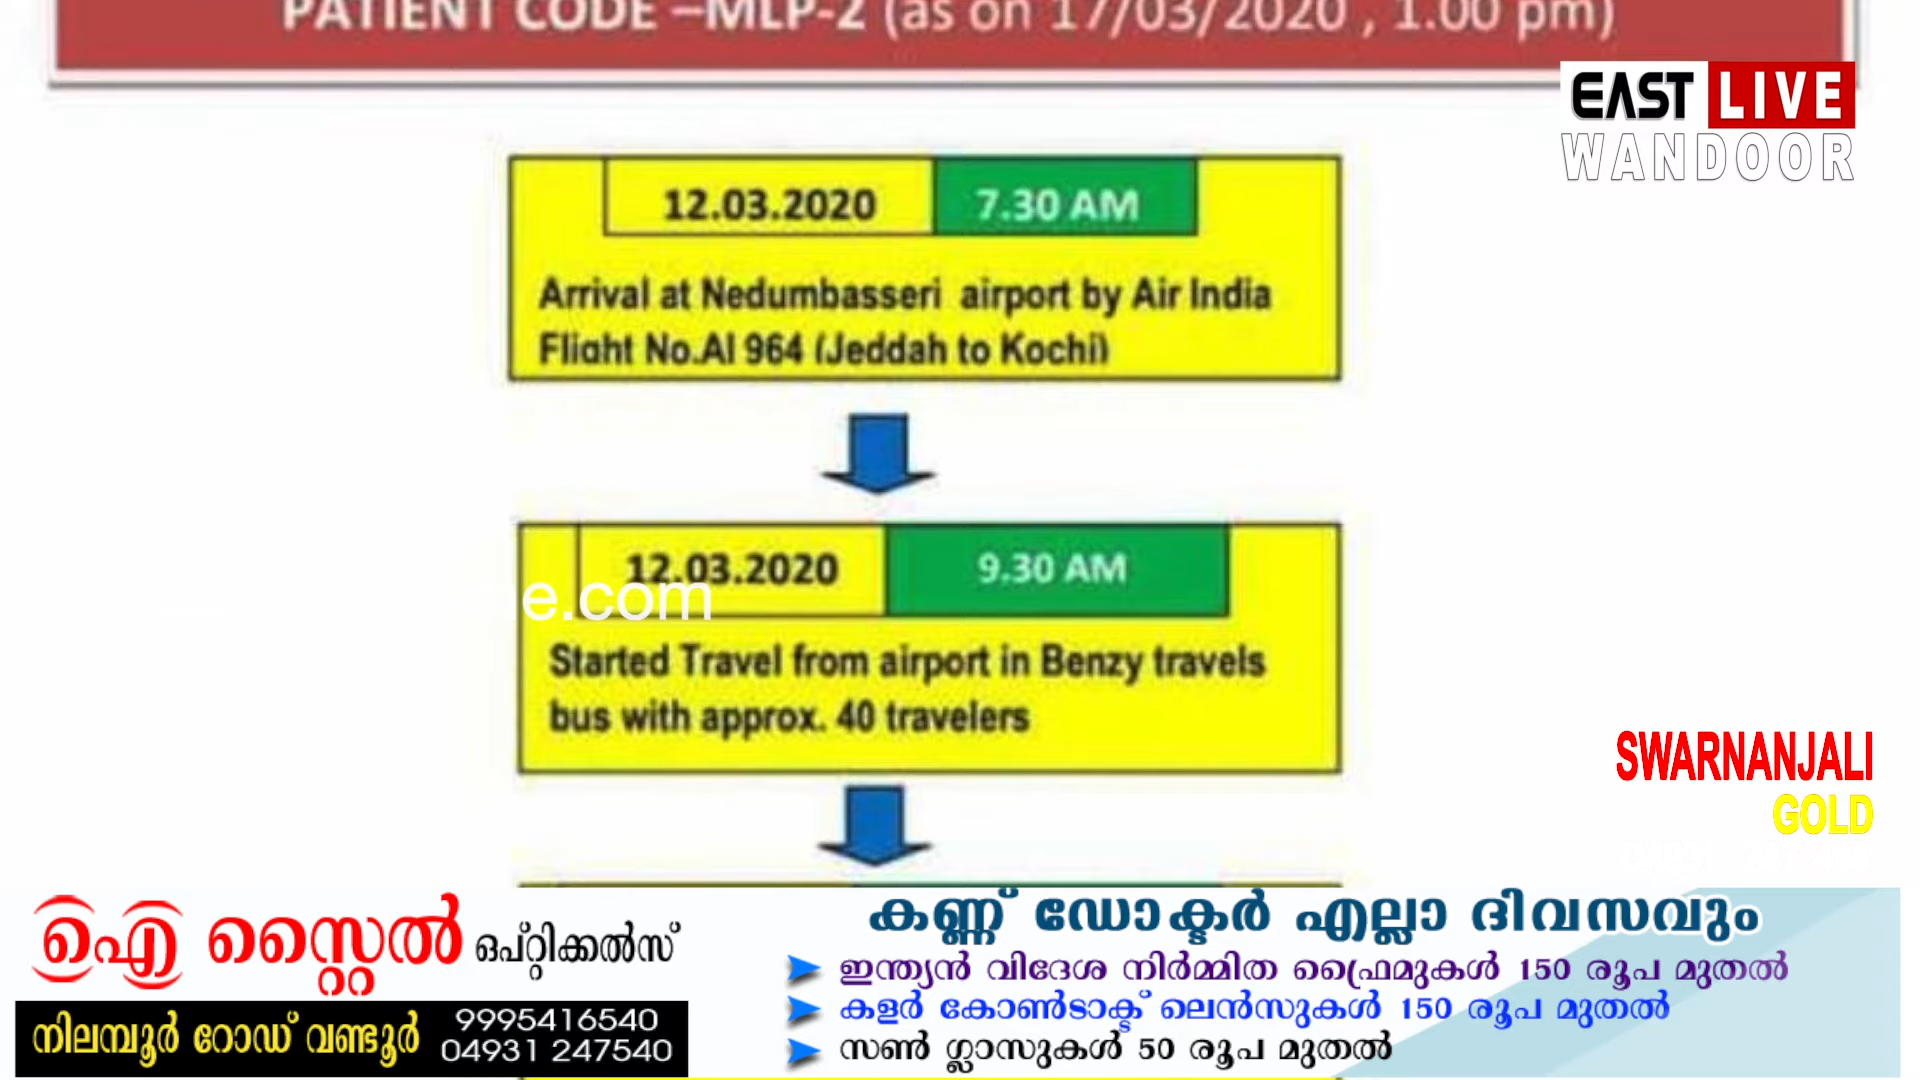 PATIENT CODE –MLP-2 (as on 17/03/2020 , 1.00 pm)
EAST LIVE
WANDOOR
12.03.2020 7.30 AM
Arrival at Nedumbasseri airport by Air India
Flight No.AI 964 (Jeddah to Kochi)
12.03.2020 9.30 AM
e.com
Started Travel from airport in Benzy travels
bus with approx. 40 travelers
SWARNANJALI
GOLD
ഐ സ്റ്റൈൽ ഒപ്റ്റിക്കൽസ്
നിലമ്പൂർ റോഡ് വണ്ടൂർ
9995416540
04931 247540
കണ്ണ് ഡോക്ടർ എല്ലാ ദിവസവും
ഇന്ത്യൻ വിദേശ നിർമ്മിത ഫ്രൈമുകൾ 150 രൂപ മുതൽ
കളർ കോൺടാക്ട് ലെൻസുകൾ 150 രൂപ മുതൽ
സൺ ഗ്ലാസുകൾ 50 രൂപ മുതൽ